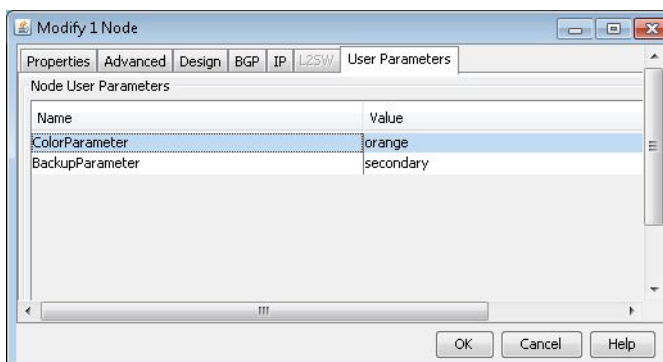 Modify 1 Node
Properties Advanced Design BGP IP L2SW User Parameters
Node User Parameters
Name Value
ColorParameter orange
BackupParameter secondary
OK Cancel Help